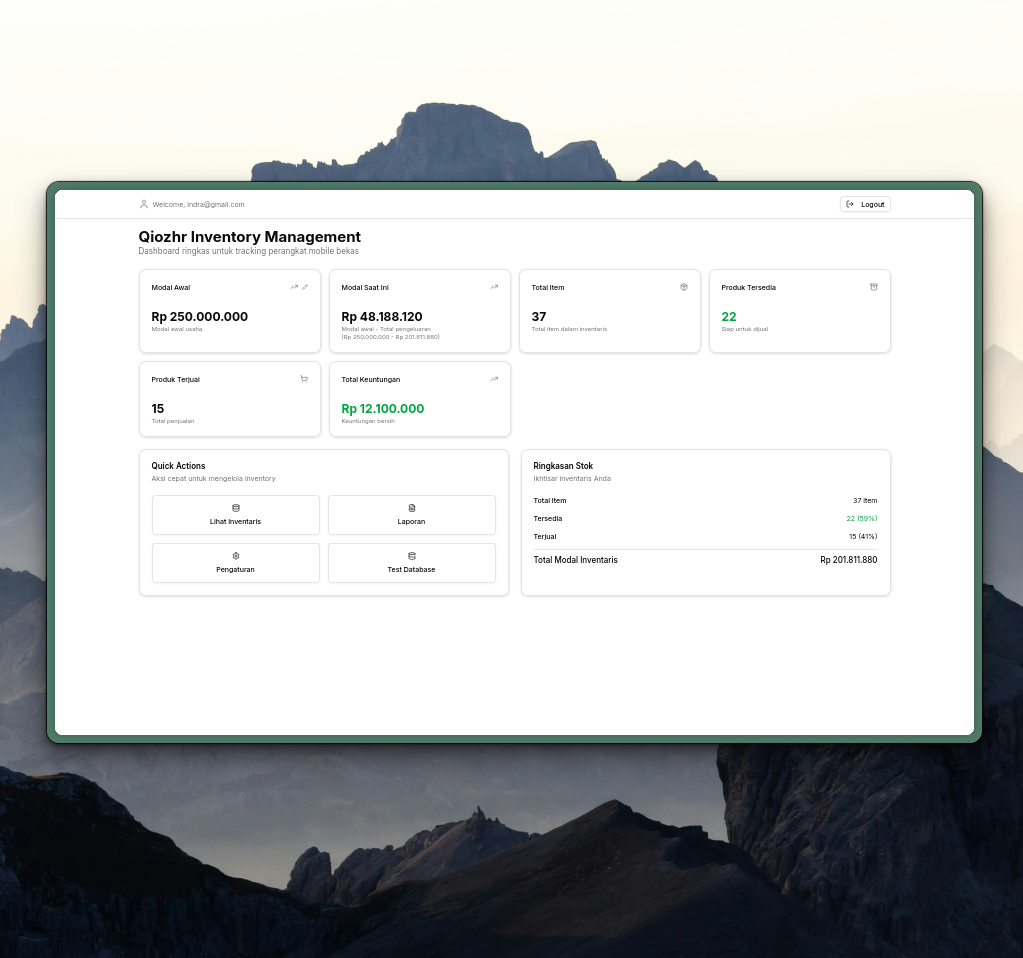 Welcome, indra@gmail.com
Logout
Qiozhr Inventory Management
Dashboard ringkas untuk tracking perangkat mobile bekas
Modal Awal
Rp 250.000.000
Modal awal usaha
Modal Saat Ini
Rp 48.188.120
Modal awal - Total pengeluaran
(Rp 250.000.000 - Rp 201.811.880)
Total Item
37
Total item dalam inventaris
Produk Tersedia
22
Siap untuk dijual
Produk Terjual
15
Total penjualan
Total Keuntungan
Rp 12.100.000
Keuntungan bersih
Quick Actions
Aksi cepat untuk mengelola inventory
Lihat Inventaris
Laporan
Pengaturan
Test Database
Ringkasan Stok
Ikhtisar inventaris Anda
Total Item 37 item
Tersedia 22 (59%)
Terjual 15 (41%)
Total Modal Inventaris Rp 201.811.880